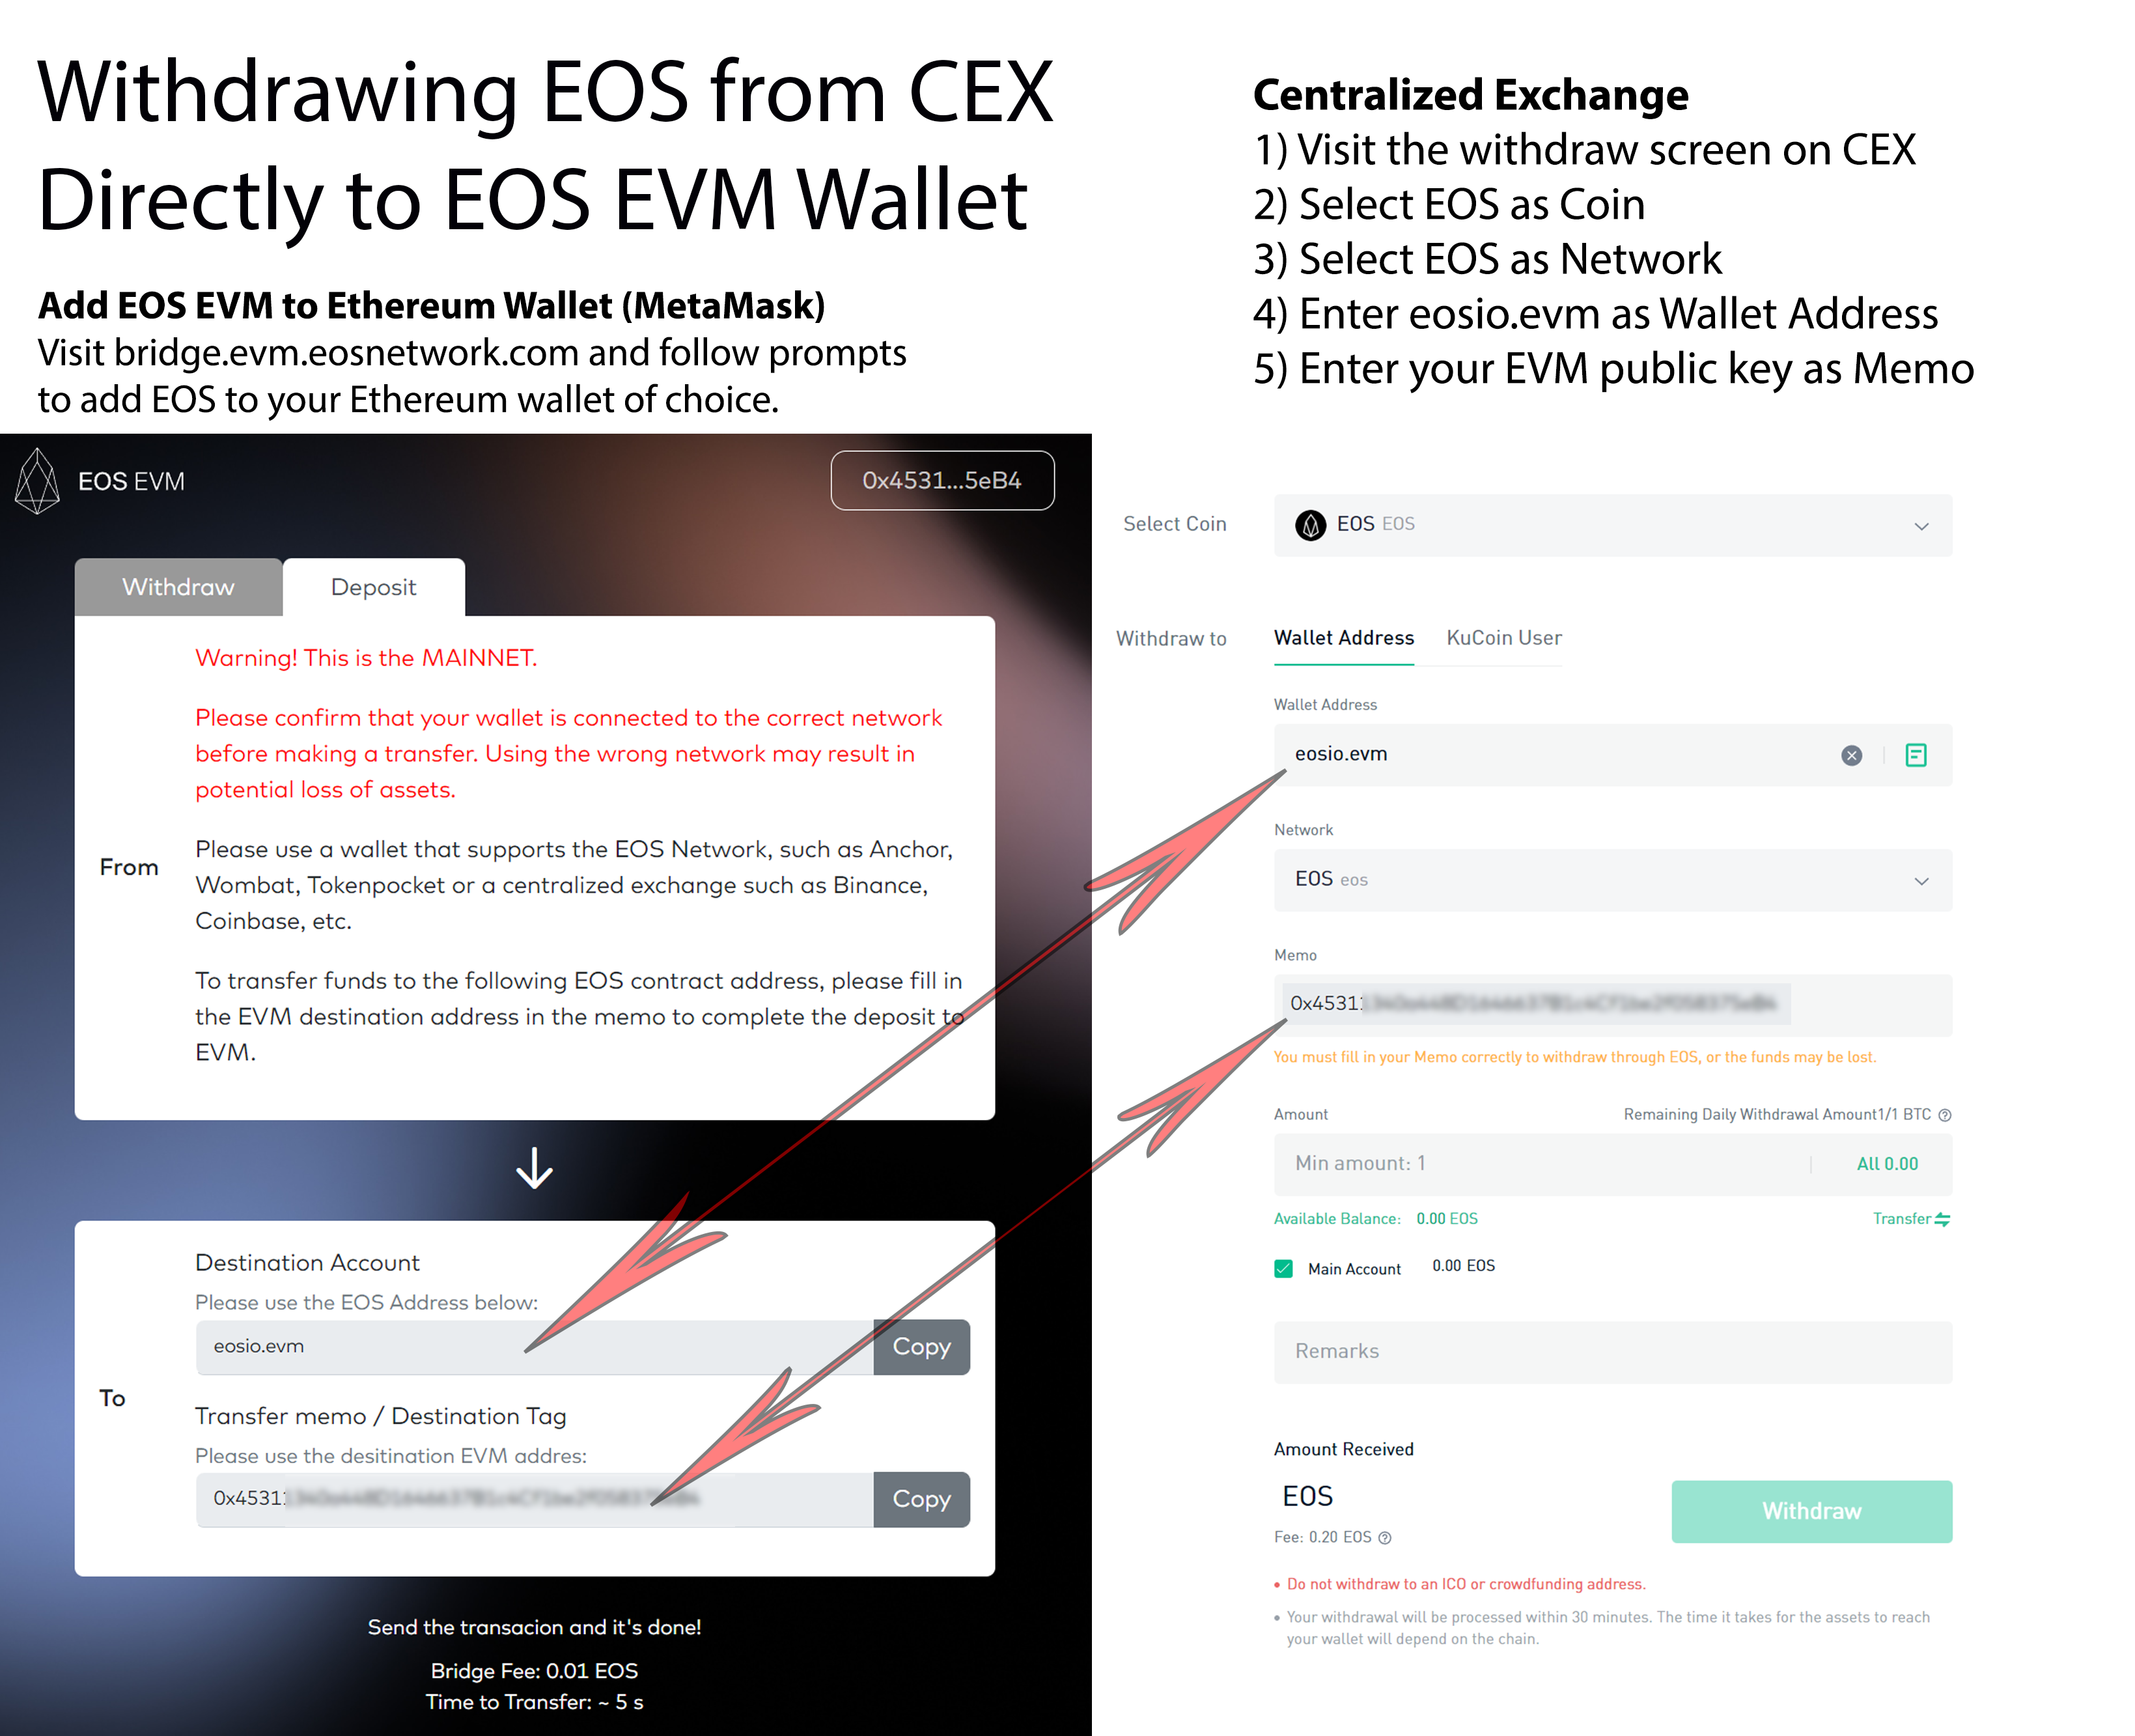 Withdrawing EOS from CEX
Directly to EOS EVM Wallet
Add EOS EVM to Ethereum Wallet (MetaMask)
Visit bridge.evm.eosnetwork.com and follow prompts
to add EOS to your Ethereum wallet of choice.
Centralized Exchange
1) Visit the withdraw screen on CEX
2) Select EOS as Coin
3) Select EOS as Network
4) Enter eosio.evm as Wallet Address
5) Enter your EVM public key as Memo
EOS EVM
0x4531...5eB4
Withdraw
Deposit
From
Warning! This is the MAINNET.
Please confirm that your wallet is connected to the correct network
before making a transfer. Using the wrong network may result in
potential loss of assets.
Please use a wallet that supports the EOS Network, such as Anchor,
Wombat, Tokenpocket or a centralized exchange such as Binance,
Coinbase, etc.
To transfer funds to the following EOS contract address, please fill in
the EVM destination address in the memo to complete the deposit to
EVM.
To
Destination Account
Please use the EOS Address below:
eosio.evm
Copy
Transfer memo / Destination Tag
Please use the desitination EVM addres:
0x4531
Copy
Send the transacion and it's done!
Bridge Fee: 0.01 EOS
Time to Transfer: ~ 5 s
Select Coin
EOS EOS
Withdraw to
Wallet Address
KuCoin User
Wallet Address
eosio.evm
Network
EOS eos
Memo
0x4531
You must fill in your Memo correctly to withdraw through EOS, or the funds may be lost.
Amount
Remaining Daily Withdrawal Amount1/1 BTC
Min amount: 1
All 0.00
Available Balance: 0.00 EOS
Transfer
Main Account 0.00 EOS
Remarks
Amount Received
EOS
Fee: 0.20 EOS
Withdraw
• Do not withdraw to an ICO or crowdfunding address.
• Your withdrawal will be processed within 30 minutes. The time it takes for the assets to reach
your wallet will depend on the chain.